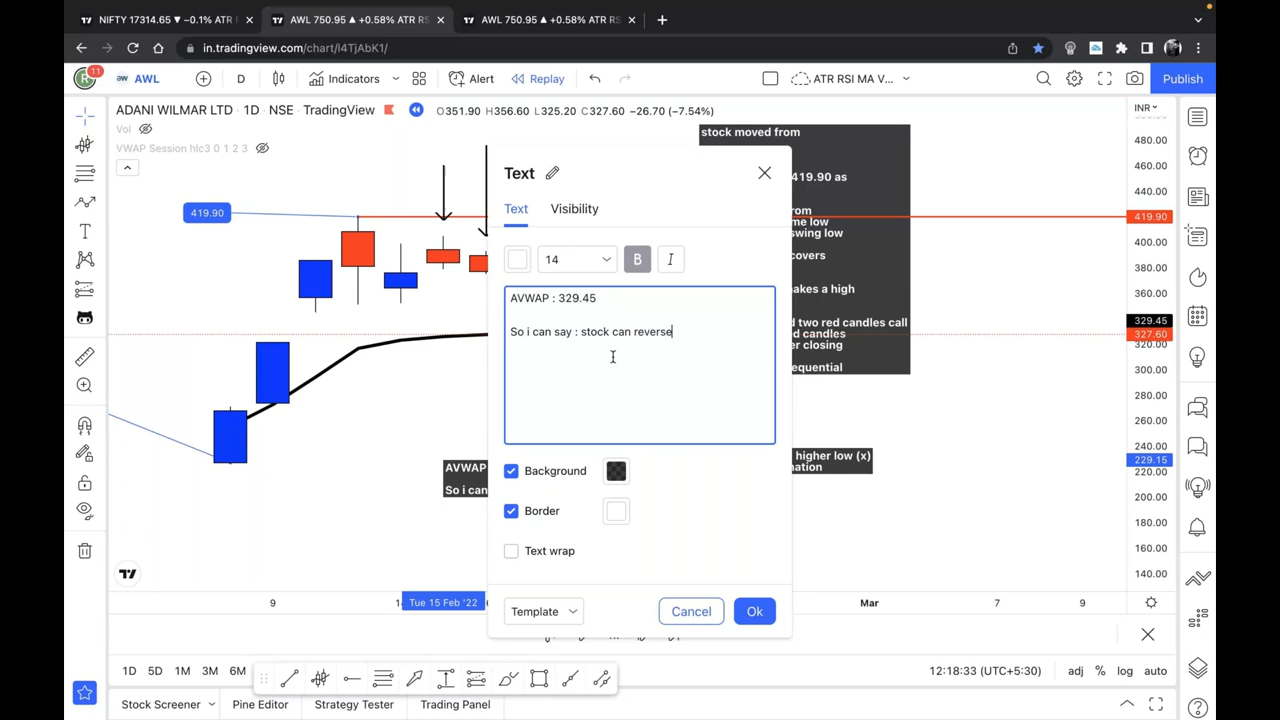 NIFTY 17314.65 ▼ −0.1% ATR R
AWL 750.95 ▲ +0.58% ATR RS
AWL 750.95 ▲ +0.58% ATR RS
in.tradingview.com/chart/I4TjAbK1/
R 11
aw AWL
D
Indicators
Alert
Replay
ATR RSI MA V...
Publish
ADANI WILMAR LTD · 1D · NSE · TradingView
O351.90 H356.60 L325.20 C327.60 −26.70 (−7.54%)
INR
Vol
VWAP Session hlc3 0 1 2 3
stock moved from
419.90 as
rom
me low
swing low
covers
akes a high
d two red candles call
ed candles
er closing
equential
higher low (x)
nation
419.90
AVWAP
So i can
Text
Text
Visibility
14
B
I
AVWAP : 329.45
So i can say : stock can reverse
Background
Border
Text wrap
Template
Cancel
Ok
480.00
460.00
440.00
419.90
400.00
380.00
360.00
329.45
327.60
320.00
300.00
280.00
260.00
240.00
229.15
220.00
200.00
180.00
160.00
140.00
9
Tue 15 Feb '22
Mar
7
9
1D
5D
1M
3M
6M
12:18:33 (UTC+5:30)
adj
%
log
auto
Stock Screener
Pine Editor
Strategy Tester
Trading Panel